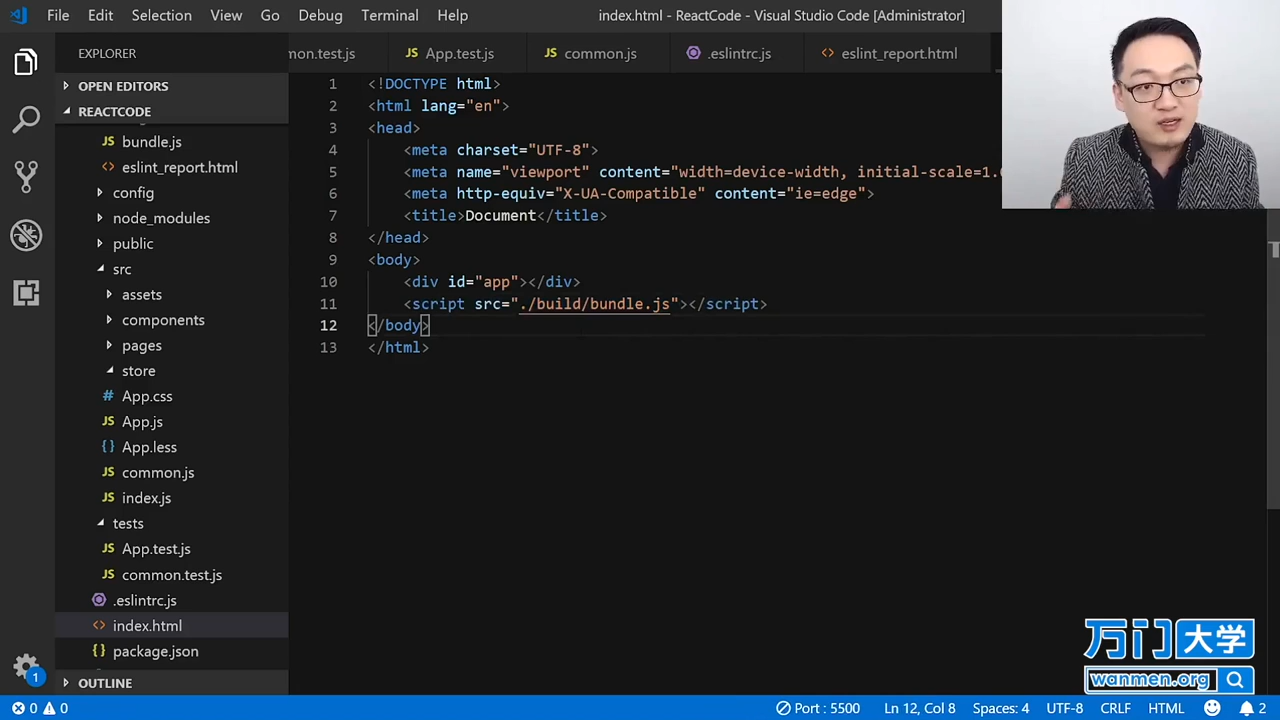 File Edit Selection View Go Debug Terminal Help
index.html - ReactCode - Visual Studio Code [Administrator]
EXPLORER
OPEN EDITORS
REACTCODE
bundle.js
eslint_report.html
config
node_modules
public
src
assets
components
pages
store
App.css
App.js
App.less
common.js
index.js
tests
App.test.js
common.test.js
.eslintrc.js
index.html
package.json
OUTLINE
mon.test.js App.test.js common.js .eslintrc.js eslint_report.html
1 <!DOCTYPE html>
2 <html lang="en">
3 <head>
4 <meta charset="UTF-8">
5 <meta name="viewport" content="width=device-width, initial-scale=1.
6 <meta http-equiv="X-UA-Compatible" content="ie=edge">
7 <title>Document</title>
8 </head>
9 <body>
10 <div id="app"></div>
11 <script src="./build/bundle.js"></script>
12 </body>
13 </html>
万门大学
wanmen.org
1
0 0 Port : 5500 Ln 12, Col 8 Spaces: 4 UTF-8 CRLF HTML 2